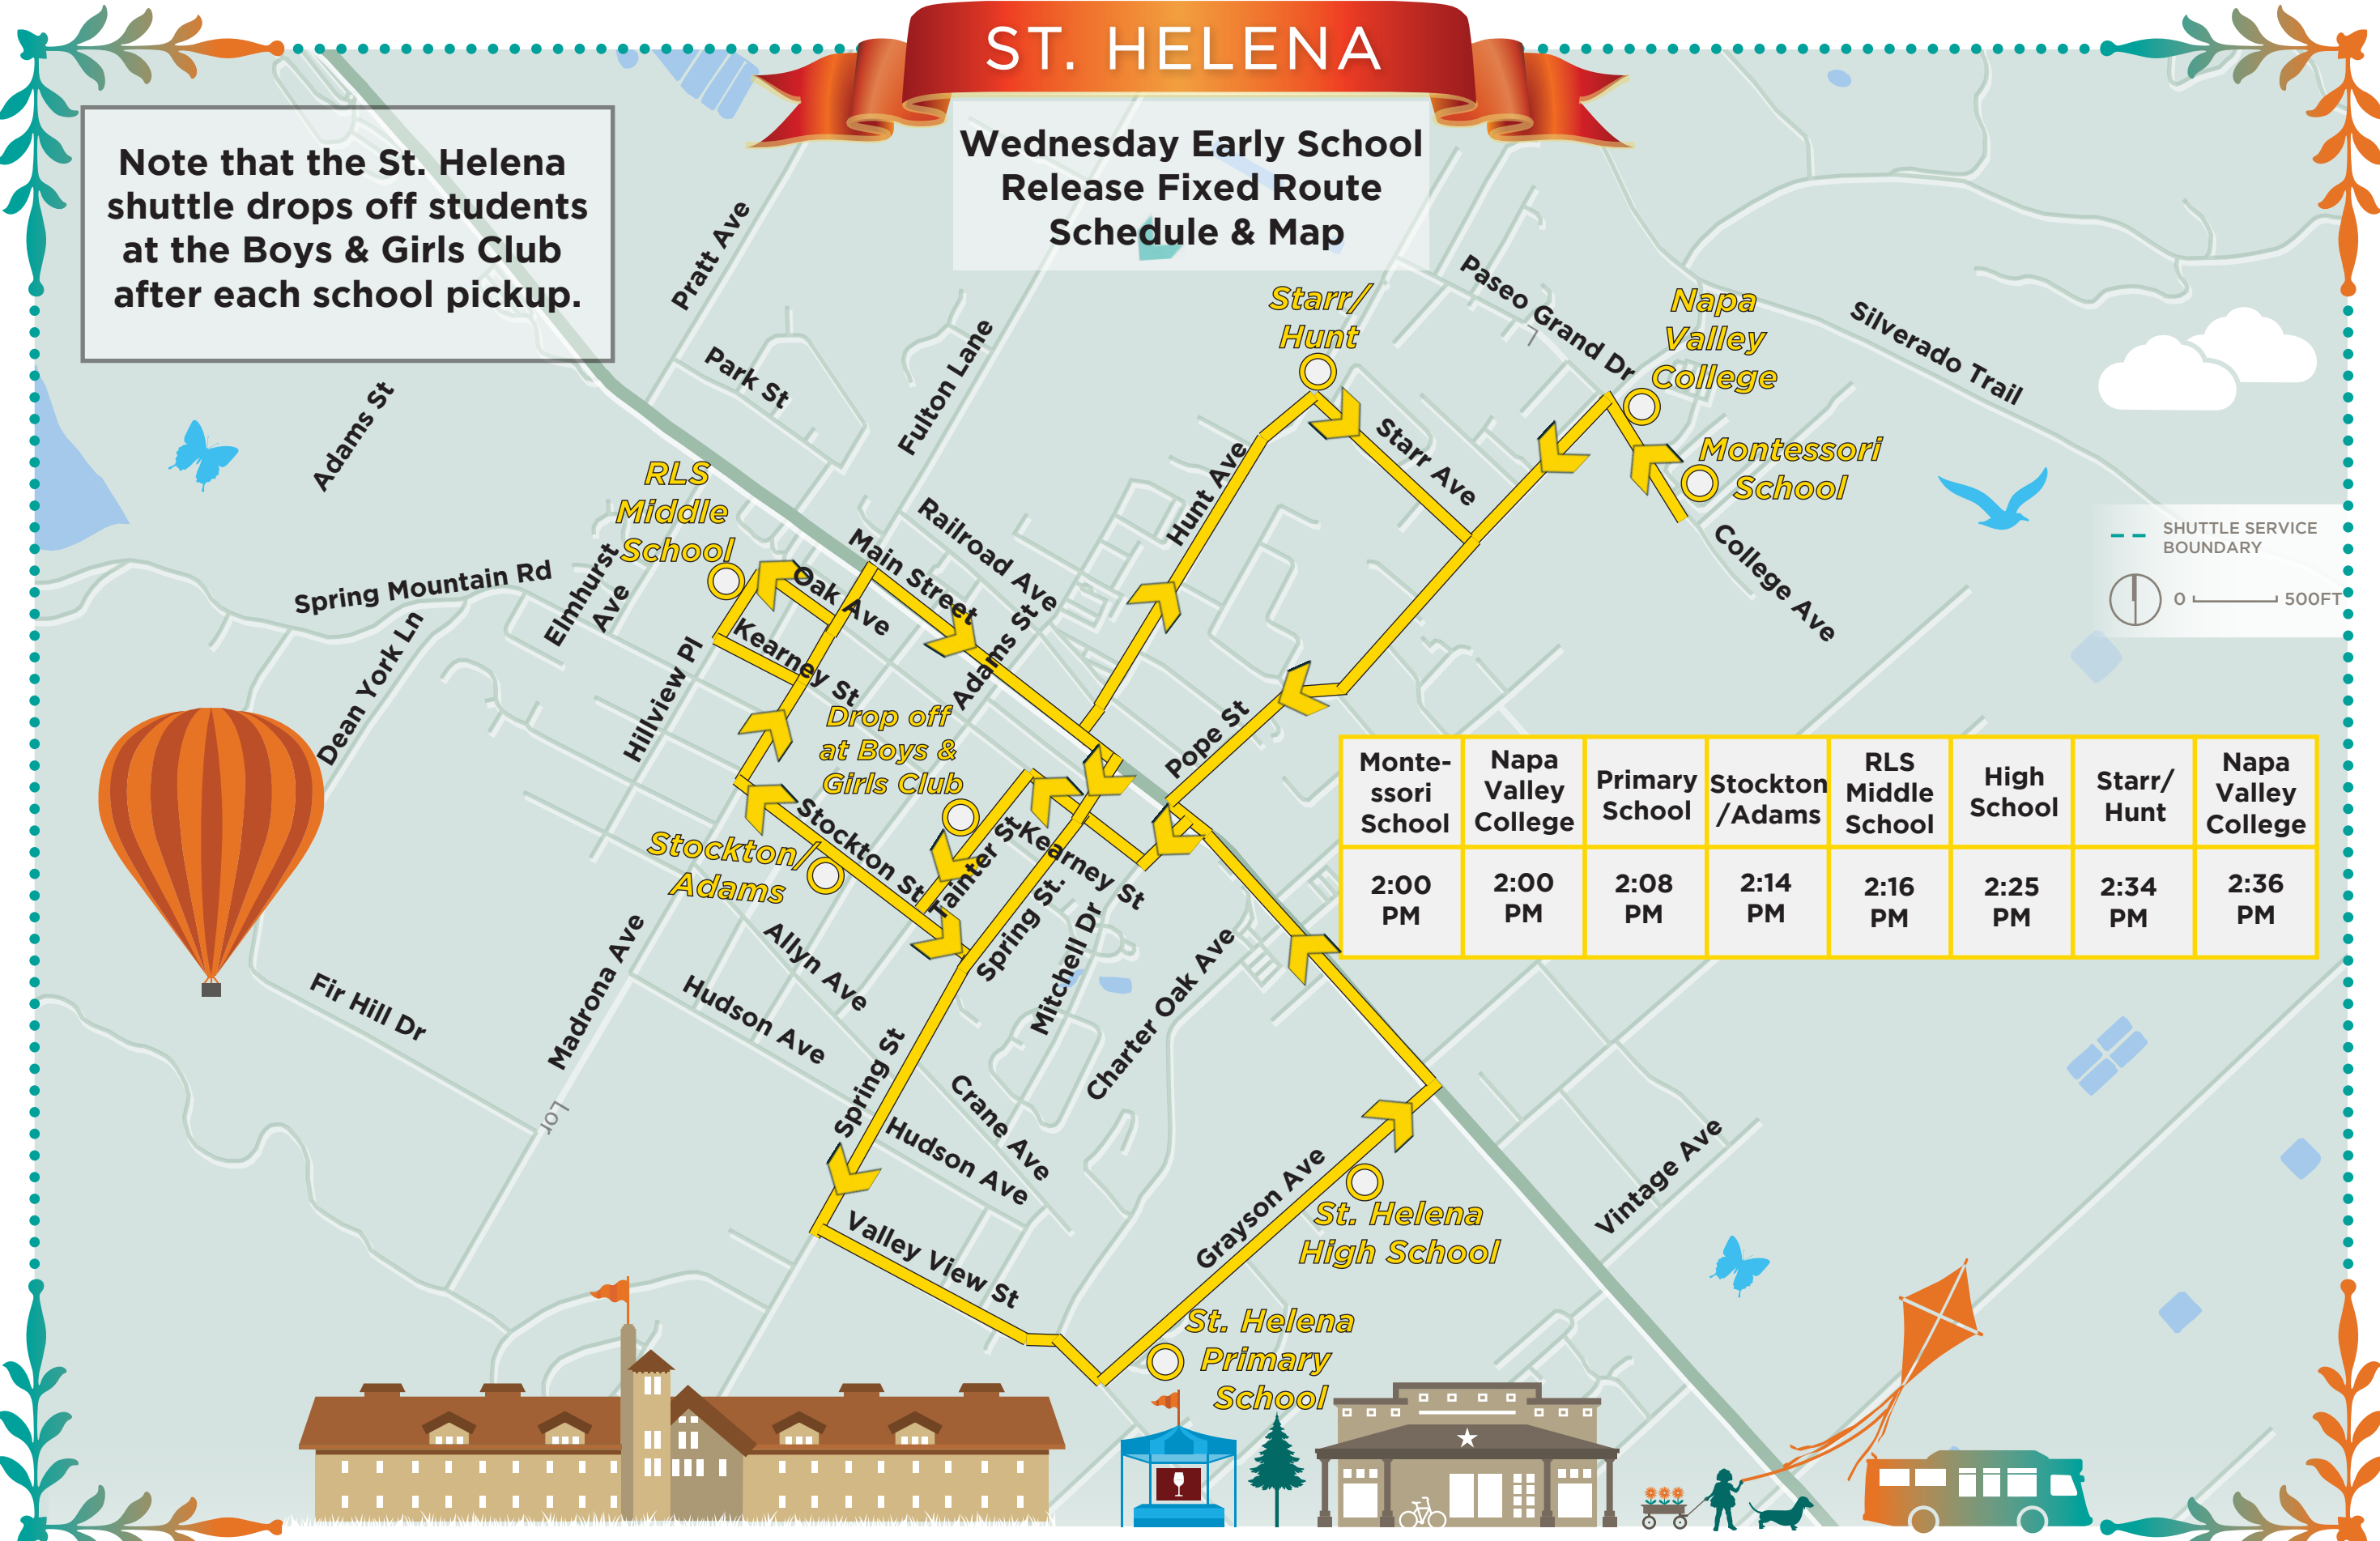 ST. HELENA
Wednesday Early School
Release Fixed Route
Schedule & Map
Note that the St. Helena
shuttle drops off students
at the Boys & Girls Club
after each school pickup.
Pratt Ave
Park St
Fulton Lane
Adams St
Starr/
Hunt
Paseo Grand Dr
Napa
Valley
College
Silverado Trail
Montessori
School
College Ave
Starr Ave
Hunt Ave
RLS
Middle
School
Main Street
Railroad Ave
Oak Ave
Adams St
Kearney St
Spring Mountain Rd
Elmhurst
Ave
Dean York Ln
Hillview Pl
Drop off
at Boys &
Girls Club
Pope St
Stockton St
Stockton/
Adams
Tainter St
Kearney St
Spring St.
Mitchell Dr
Charter Oak Ave
Allyn Ave
Hudson Ave
Madrona Ave
Fir Hill Dr
Lor
Spring St
Crane Ave
Hudson Ave
Valley View St
Grayson Ave
St. Helena
High School
St. Helena
Primary
School
Vintage Ave
SHUTTLE SERVICE
BOUNDARY
0 500FT
Monte-
ssori
School
Napa
Valley
College
Primary
School
Stockton
/Adams
RLS
Middle
School
High
School
Starr/
Hunt
Napa
Valley
College
2:00
PM
2:00
PM
2:08
PM
2:14
PM
2:16
PM
2:25
PM
2:34
PM
2:36
PM